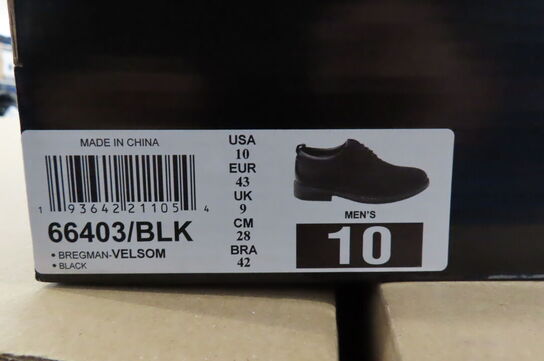 MADE IN CHINA
1 93642 21105 4
66403/BLK
• BREGMAN-VELSOM
• BLACK
USA
10
EUR
43
UK
9
CM
28
BRA
42
MEN'S
10